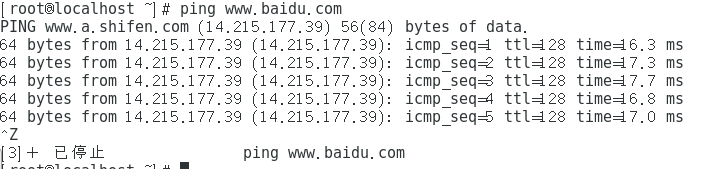 [root@localhost ~]# ping www.baidu.com
PING www.a.shifen.com (14.215.177.39) 56(84) bytes of data.
64 bytes from 14.215.177.39 (14.215.177.39): icmp_seq=1 ttl=128 time=16.3 ms
64 bytes from 14.215.177.39 (14.215.177.39): icmp_seq=2 ttl=128 time=17.3 ms
64 bytes from 14.215.177.39 (14.215.177.39): icmp_seq=3 ttl=128 time=17.7 ms
64 bytes from 14.215.177.39 (14.215.177.39): icmp_seq=4 ttl=128 time=16.8 ms
64 bytes from 14.215.177.39 (14.215.177.39): icmp_seq=5 ttl=128 time=17.0 ms
^Z
[3]+ 已停止 ping www.baidu.com
[root@localhost ~]#